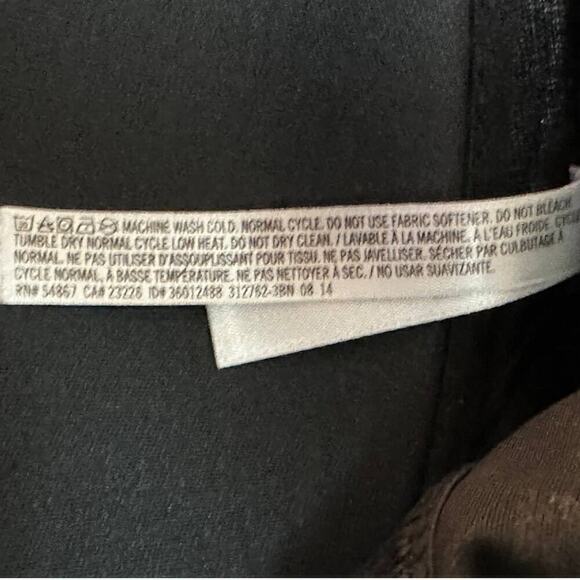 MACHINE WASH COLD. NORMAL CYCLE. DO NOT USE FABRIC SOFTENER. DO NOT BLEACH.
TUMBLE DRY NORMAL CYCLE LOW HEAT. DO NOT DRY CLEAN. / LAVABLE À LA MACHINE. À L'EAU FROIDE.
NORMAL. NE PAS UTILISER D'ASSOUPLISSANT POUR TISSU. NE PAS JAVELLISER. SÉCHER PAR CULBUTAGE À
CYCLE NORMAL, À BASSE TEMPÉRATURE. NE PAS NETTOYER À SEC. / NO USAR SUAVIZANTE.
RN# 54867 CA# 23226 ID# 36012488 312762-3BN 08 14